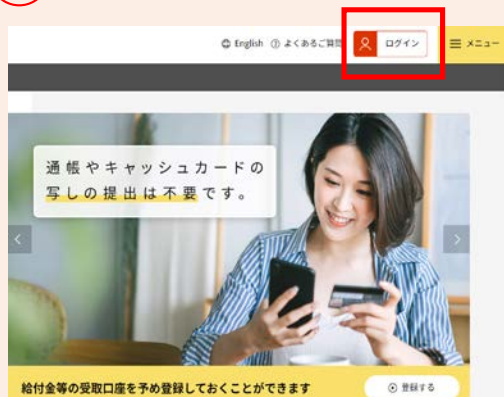 English よくあるご質問 ログイン メニュー
通帳やキャッシュカードの
写しの提出は不要です。
給付金等の受取口座を予め登録しておくことができます 登録する